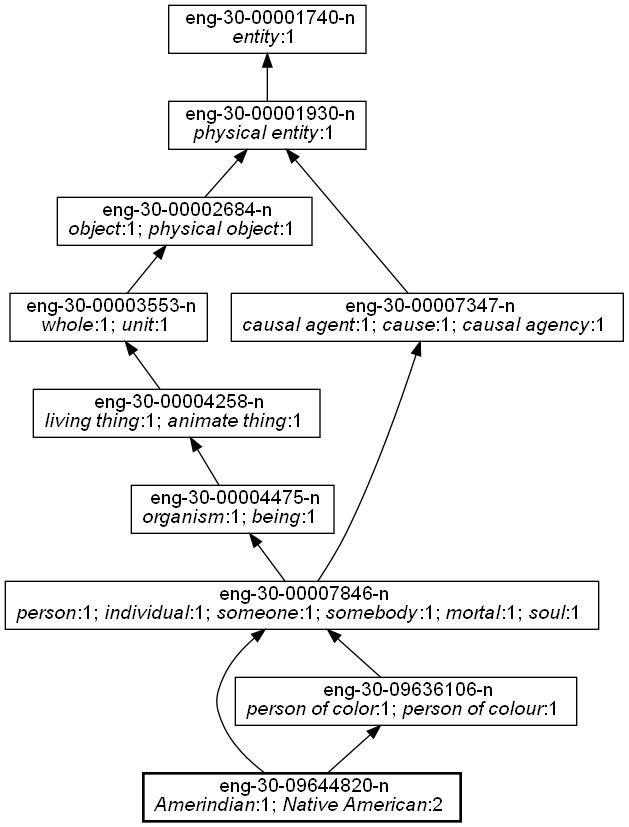 eng-30-00001740-n
entity:1
eng-30-00001930-n
physical entity:1
eng-30-00002684-n
object:1; physical object:1
eng-30-00003553-n
whole:1; unit:1
eng-30-00007347-n
causal agent:1; cause:1; causal agency:1
eng-30-00004258-n
living thing:1; animate thing:1
eng-30-00004475-n
organism:1; being:1
eng-30-00007846-n
person:1; individual:1; someone:1; somebody:1; mortal:1; soul:1
eng-30-09636106-n
person of color:1; person of colour:1
eng-30-09644820-n
Amerindian:1; Native American:2